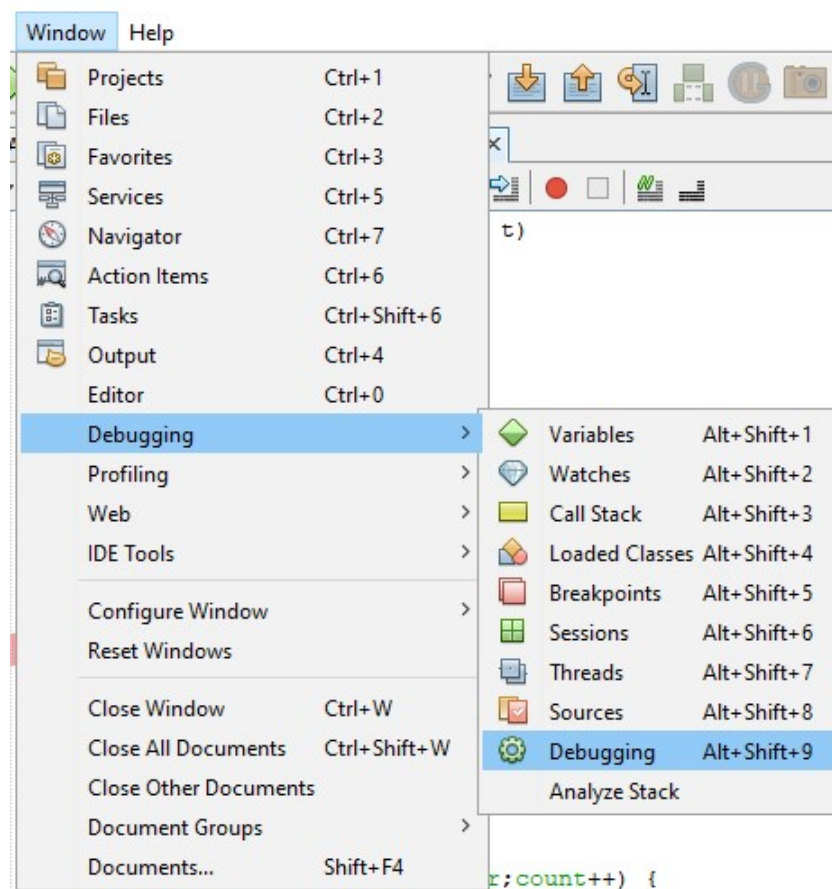 Window Help
Projects Ctrl+1
Files Ctrl+2
Favorites Ctrl+3
Services Ctrl+5
Navigator Ctrl+7
Action Items Ctrl+6
Tasks Ctrl+Shift+6
Output Ctrl+4
Editor Ctrl+0
Debugging
Profiling
Web
IDE Tools
Configure Window
Reset Windows
Close Window Ctrl+W
Close All Documents Ctrl+Shift+W
Close Other Documents
Document Groups
Documents... Shift+F4
t)
Variables Alt+Shift+1
Watches Alt+Shift+2
Call Stack Alt+Shift+3
Loaded Classes Alt+Shift+4
Breakpoints Alt+Shift+5
Sessions Alt+Shift+6
Threads Alt+Shift+7
Sources Alt+Shift+8
Debugging Alt+Shift+9
Analyze Stack
r;count++) {